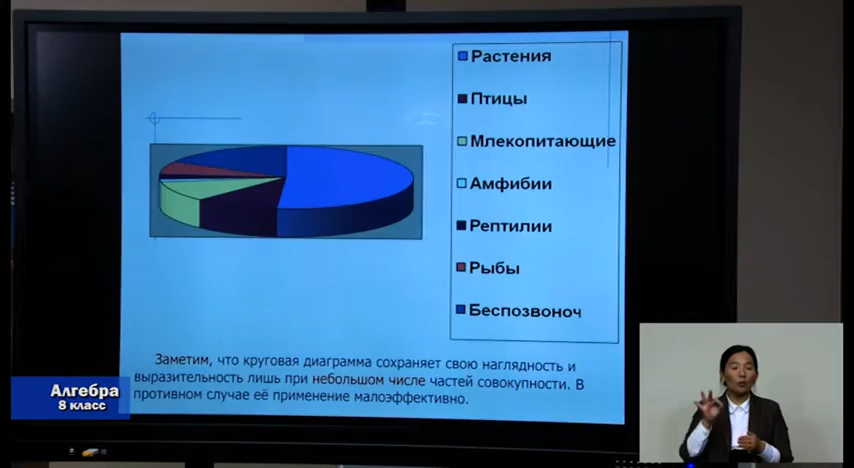 Растения
Птицы
Млекопитающие
Амфибии
Рептилии
Рыбы
Беспозвоноч
Заметим, что круговая диаграмма сохраняет свою наглядность и
выразительность лишь при небольшом числе частей совокупности. В
противном случае её применение малоэффективно.
Алгебра
8 класс